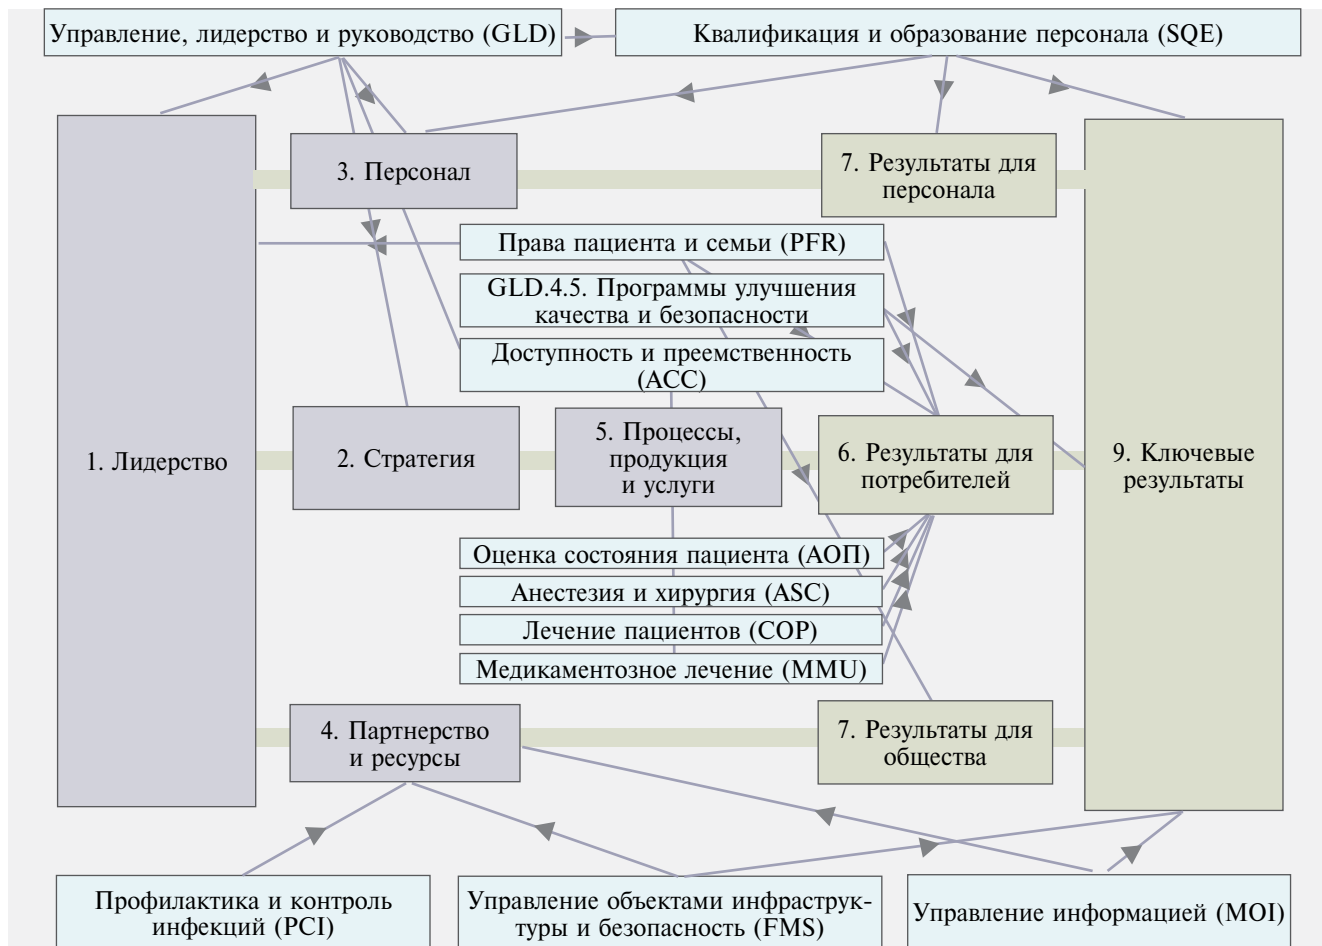 Управление, лидерство и руководство (GLD)
Квалификация и образование персонала (SQE)
3. Персонал
7. Результаты для
персонала
Права пациента и семьи (PFR)
GLD.4.5. Программы улучшения
качества и безопасности
Доступность и преемственность
(ACC)
1. Лидерство
2. Стратегия
5. Процессы,
продукция
и услуги
6. Результаты для
потребителей
9. Ключевые
результаты
Оценка состояния пациента (АОП)
Анестезия и хирургия (ASC)
Лечение пациентов (COP)
Медикаментозное лечение (MMU)
4. Партнерство
и ресурсы
7. Результаты для
общества
Профилактика и контроль
инфекций (PCI)
Управление объектами инфраструк-
туры и безопасность (FMS)
Управление информацией (MOI)